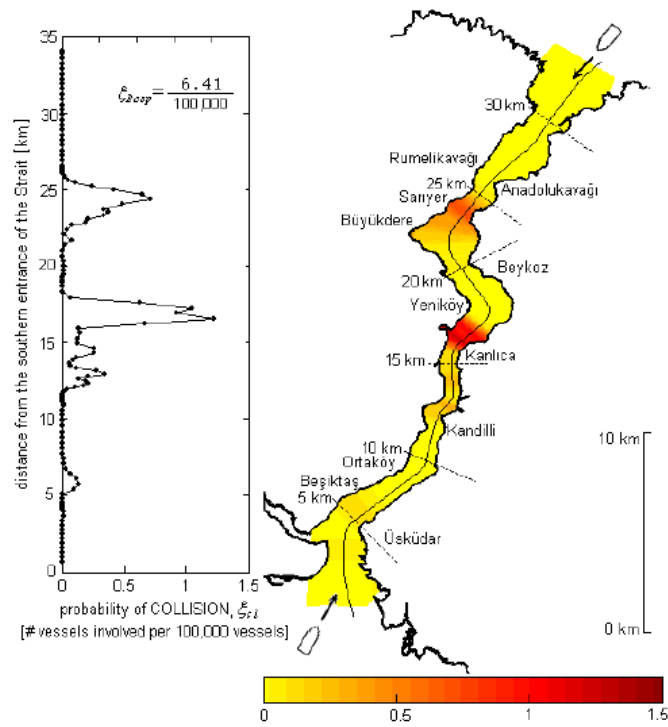 35
30
25
20
15
10
5
0
distance from the southern entrance of the Strait [km]
ξBosp = 6.41
100,000
0 0.5 1 1.5
probability of COLLISION, ξcl
[# vessels involved per 100,000 vessels]
30 km
Rumelikavağı
25 km
Sarıyer
Anadolukavağı
Büyükdere
20 km
Beykoz
Yeniköy
15 km
Kanlıca
Kandilli
10 km
Ortaköy
Beşiktaş
5 km
Üsküdar
10 km
0 km
0 0.5 1 1.5